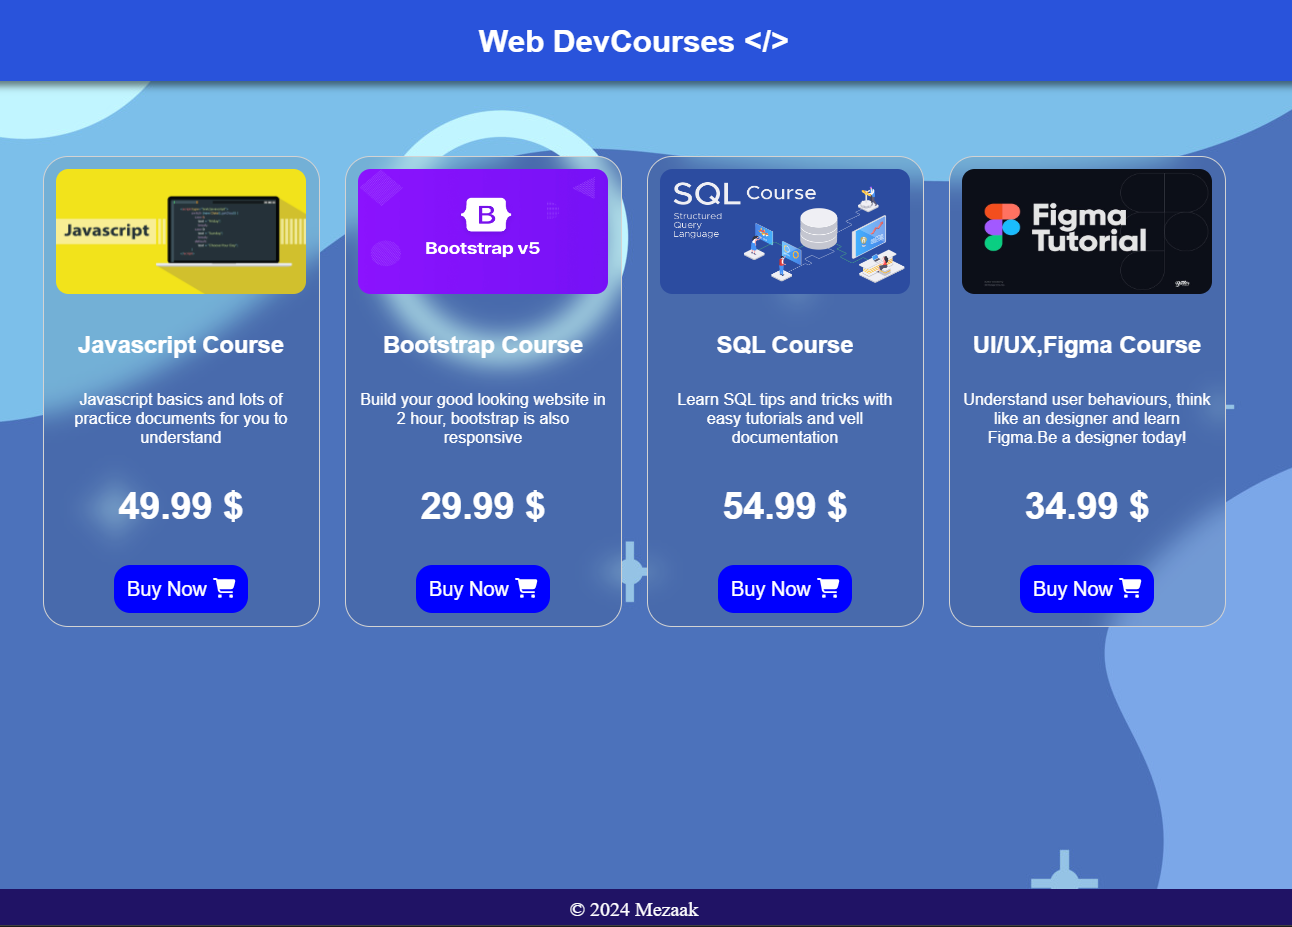 Web DevCourses </>
Javascript
Javascript Course
Javascript basics and lots of
practice documents for you to
understand
49.99 $
Buy Now
B
Bootstrap v5
Bootstrap Course
Build your good looking website in
2 hour, bootstrap is also
responsive
29.99 $
Buy Now
SQL Course
Structured
Query
Language
SQL Course
Learn SQL tips and tricks with
easy tutorials and vell
documentation
54.99 $
Buy Now
Figma
Tutorial
UI/UX,Figma Course
Understand user behaviours, think
like an designer and learn
Figma.Be a designer today!
34.99 $
Buy Now
© 2024 Mezaak